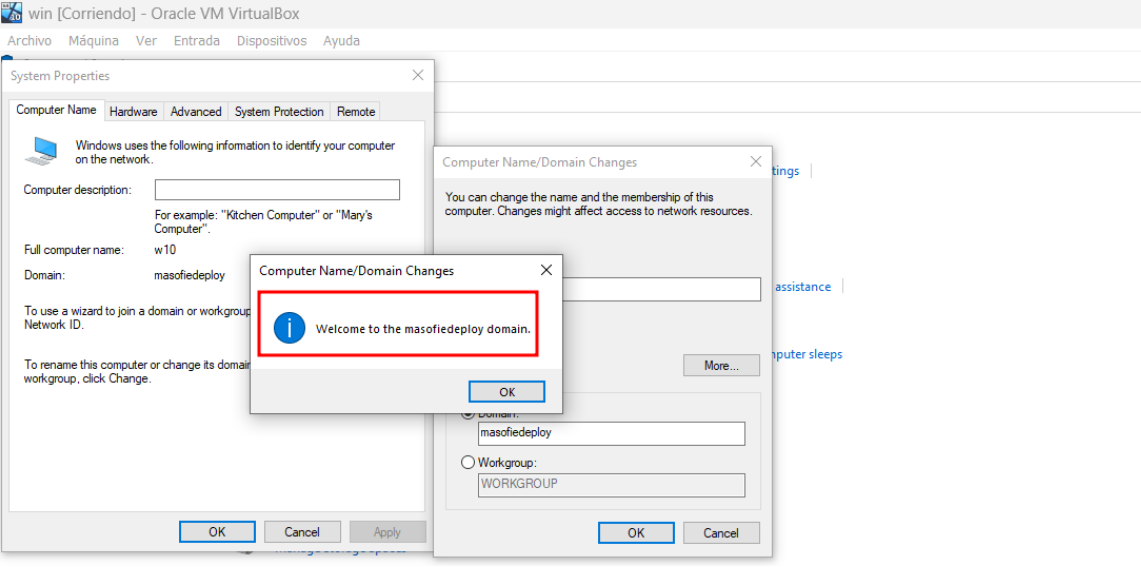 win [Corriendo] - Oracle VM VirtualBox
Archivo Máquina Ver Entrada Dispositivos Ayuda
System Properties
Computer Name Hardware Advanced System Protection Remote
Windows uses the following information to identify your computer
on the network.
Computer description:
For example: "Kitchen Computer" or "Mary's
Computer".
Full computer name: w10
Domain: masofiedeploy
To use a wizard to join a domain or workgroup
Network ID.
To rename this computer or change its domain
workgroup, click Change.
OK Cancel Apply
Computer Name/Domain Changes
You can change the name and the membership of this
computer. Changes might affect access to network resources.
More...
Domain:
masofiedeploy
Workgroup:
WORKGROUP
OK Cancel
Computer Name/Domain Changes
Welcome to the masofiedeploy domain.
OK
tings
assistance
puter sleeps